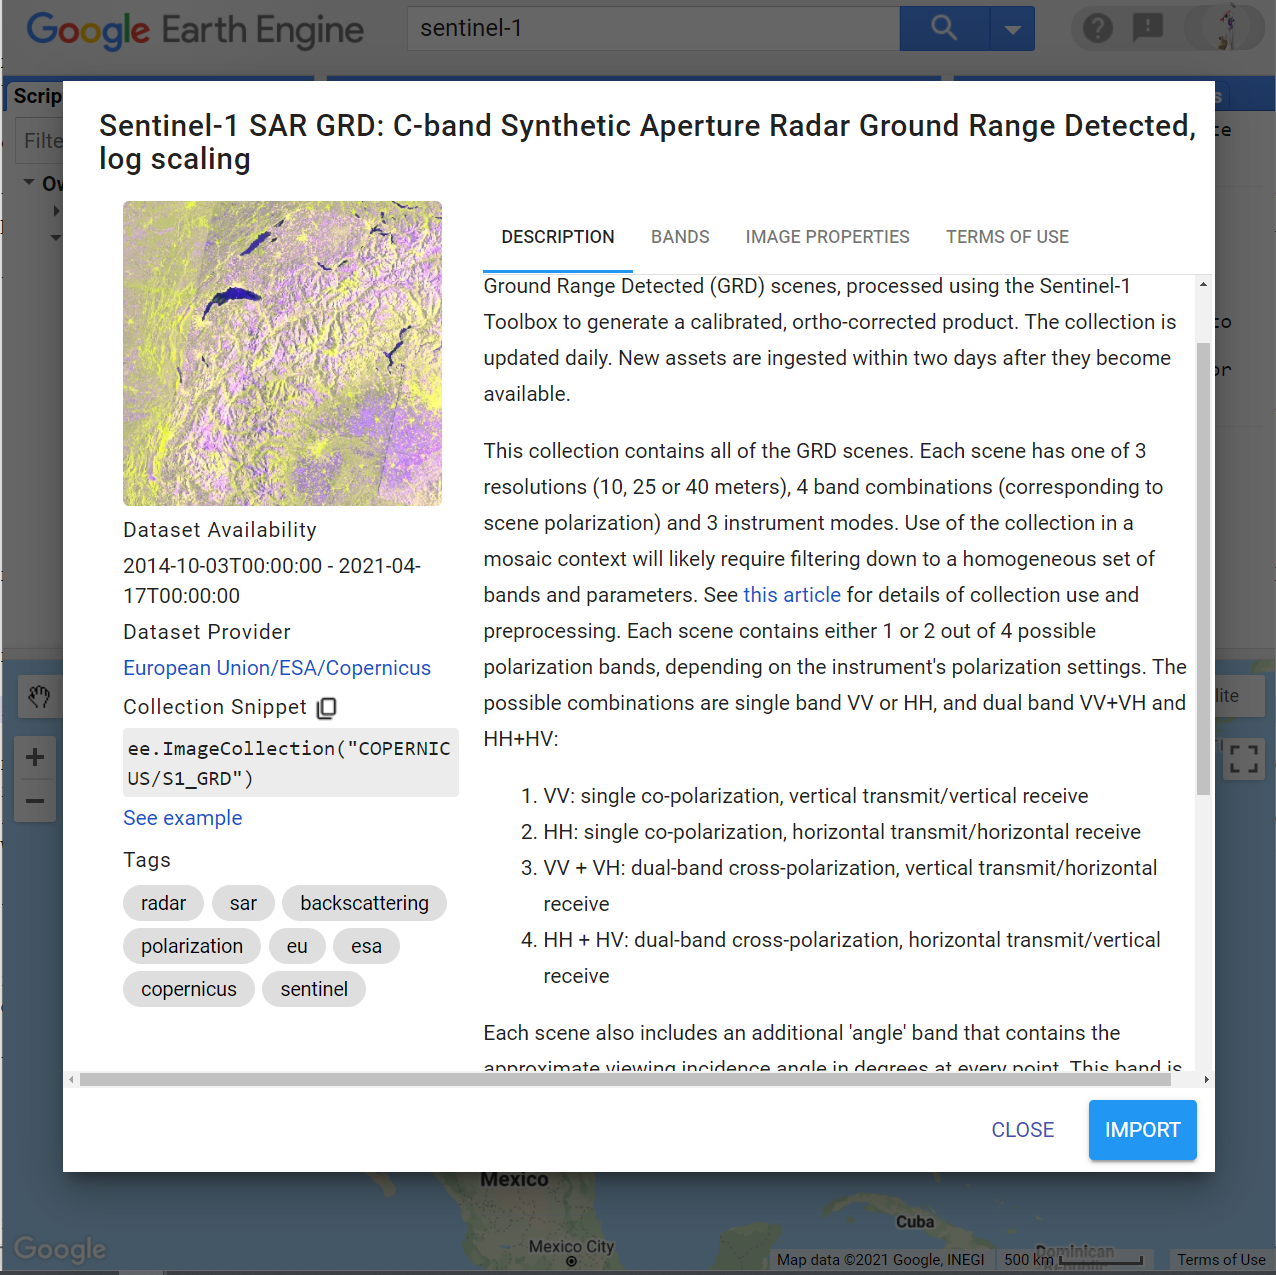 Google Earth Engine
sentinel-1
Scrip
Filte
Sentinel-1 SAR GRD: C-band Synthetic Aperture Radar Ground Range Detected,
log scaling
Dataset Availability
2014-10-03T00:00:00 - 2021-04-
17T00:00:00
Dataset Provider
European Union/ESA/Copernicus
Collection Snippet
ee.ImageCollection("COPERNIC
US/S1_GRD")
See example
Tags
radar sar backscattering
polarization eu esa
copernicus sentinel
DESCRIPTION BANDS IMAGE PROPERTIES TERMS OF USE
Ground Range Detected (GRD) scenes, processed using the Sentinel-1
Toolbox to generate a calibrated, ortho-corrected product. The collection is
updated daily. New assets are ingested within two days after they become
available.
This collection contains all of the GRD scenes. Each scene has one of 3
resolutions (10, 25 or 40 meters), 4 band combinations (corresponding to
scene polarization) and 3 instrument modes. Use of the collection in a
mosaic context will likely require filtering down to a homogeneous set of
bands and parameters. See this article for details of collection use and
preprocessing. Each scene contains either 1 or 2 out of 4 possible
polarization bands, depending on the instrument's polarization settings. The
possible combinations are single band VV or HH, and dual band VV+VH and
HH+HV:
1. VV: single co-polarization, vertical transmit/vertical receive
2. HH: single co-polarization, horizontal transmit/horizontal receive
3. VV + VH: dual-band cross-polarization, vertical transmit/horizontal
receive
4. HH + HV: dual-band cross-polarization, horizontal transmit/vertical
receive
Each scene also includes an additional 'angle' band that contains the
approximate viewing incidence angle in degrees at every point. This band is
CLOSE IMPORT
Mexico
Cuba
Mexico City
Dominican
Google
Map data ©2021 Google, INEGI 500 km Terms of Use